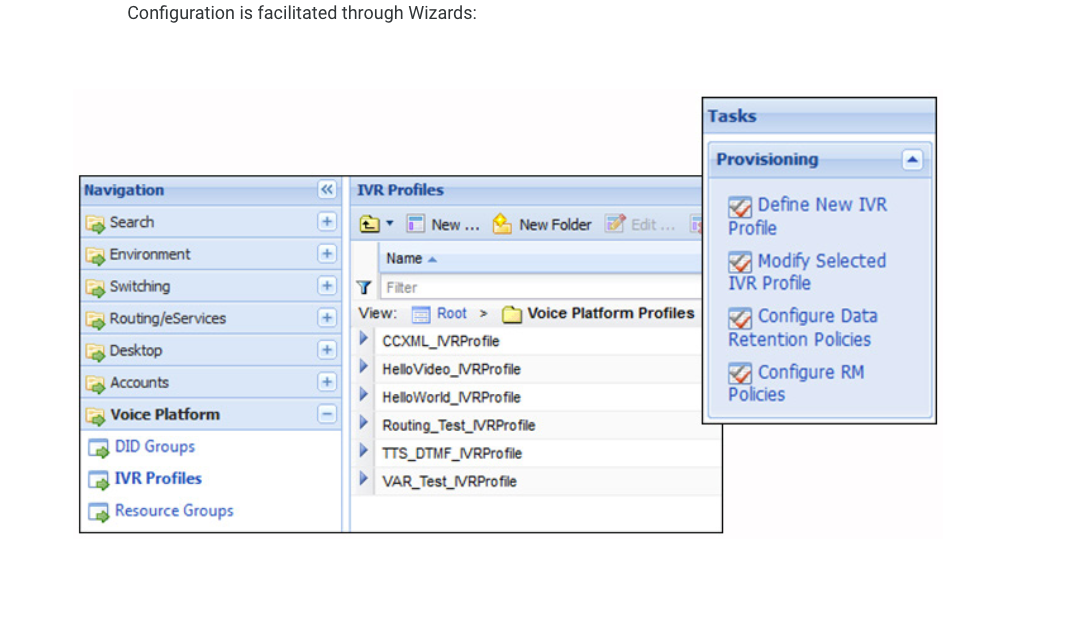 Configuration is facilitated through Wizards:
Navigation
Search
Environment
Switching
Routing/eServices
Desktop
Accounts
Voice Platform
DID Groups
IVR Profiles
Resource Groups
IVR Profiles
New ... New Folder Edit ...
Name
Filter
View: Root > Voice Platform Profiles
CCXML_IVRProfile
HelloVideo_IVRProfile
HelloWorld_IVRProfile
Routing_Test_IVRProfile
TTS_DTMF_IVRProfile
VAR_Test_IVRProfile
Tasks
Provisioning
Define New IVR
Profile
Modify Selected
IVR Profile
Configure Data
Retention Policies
Configure RM
Policies